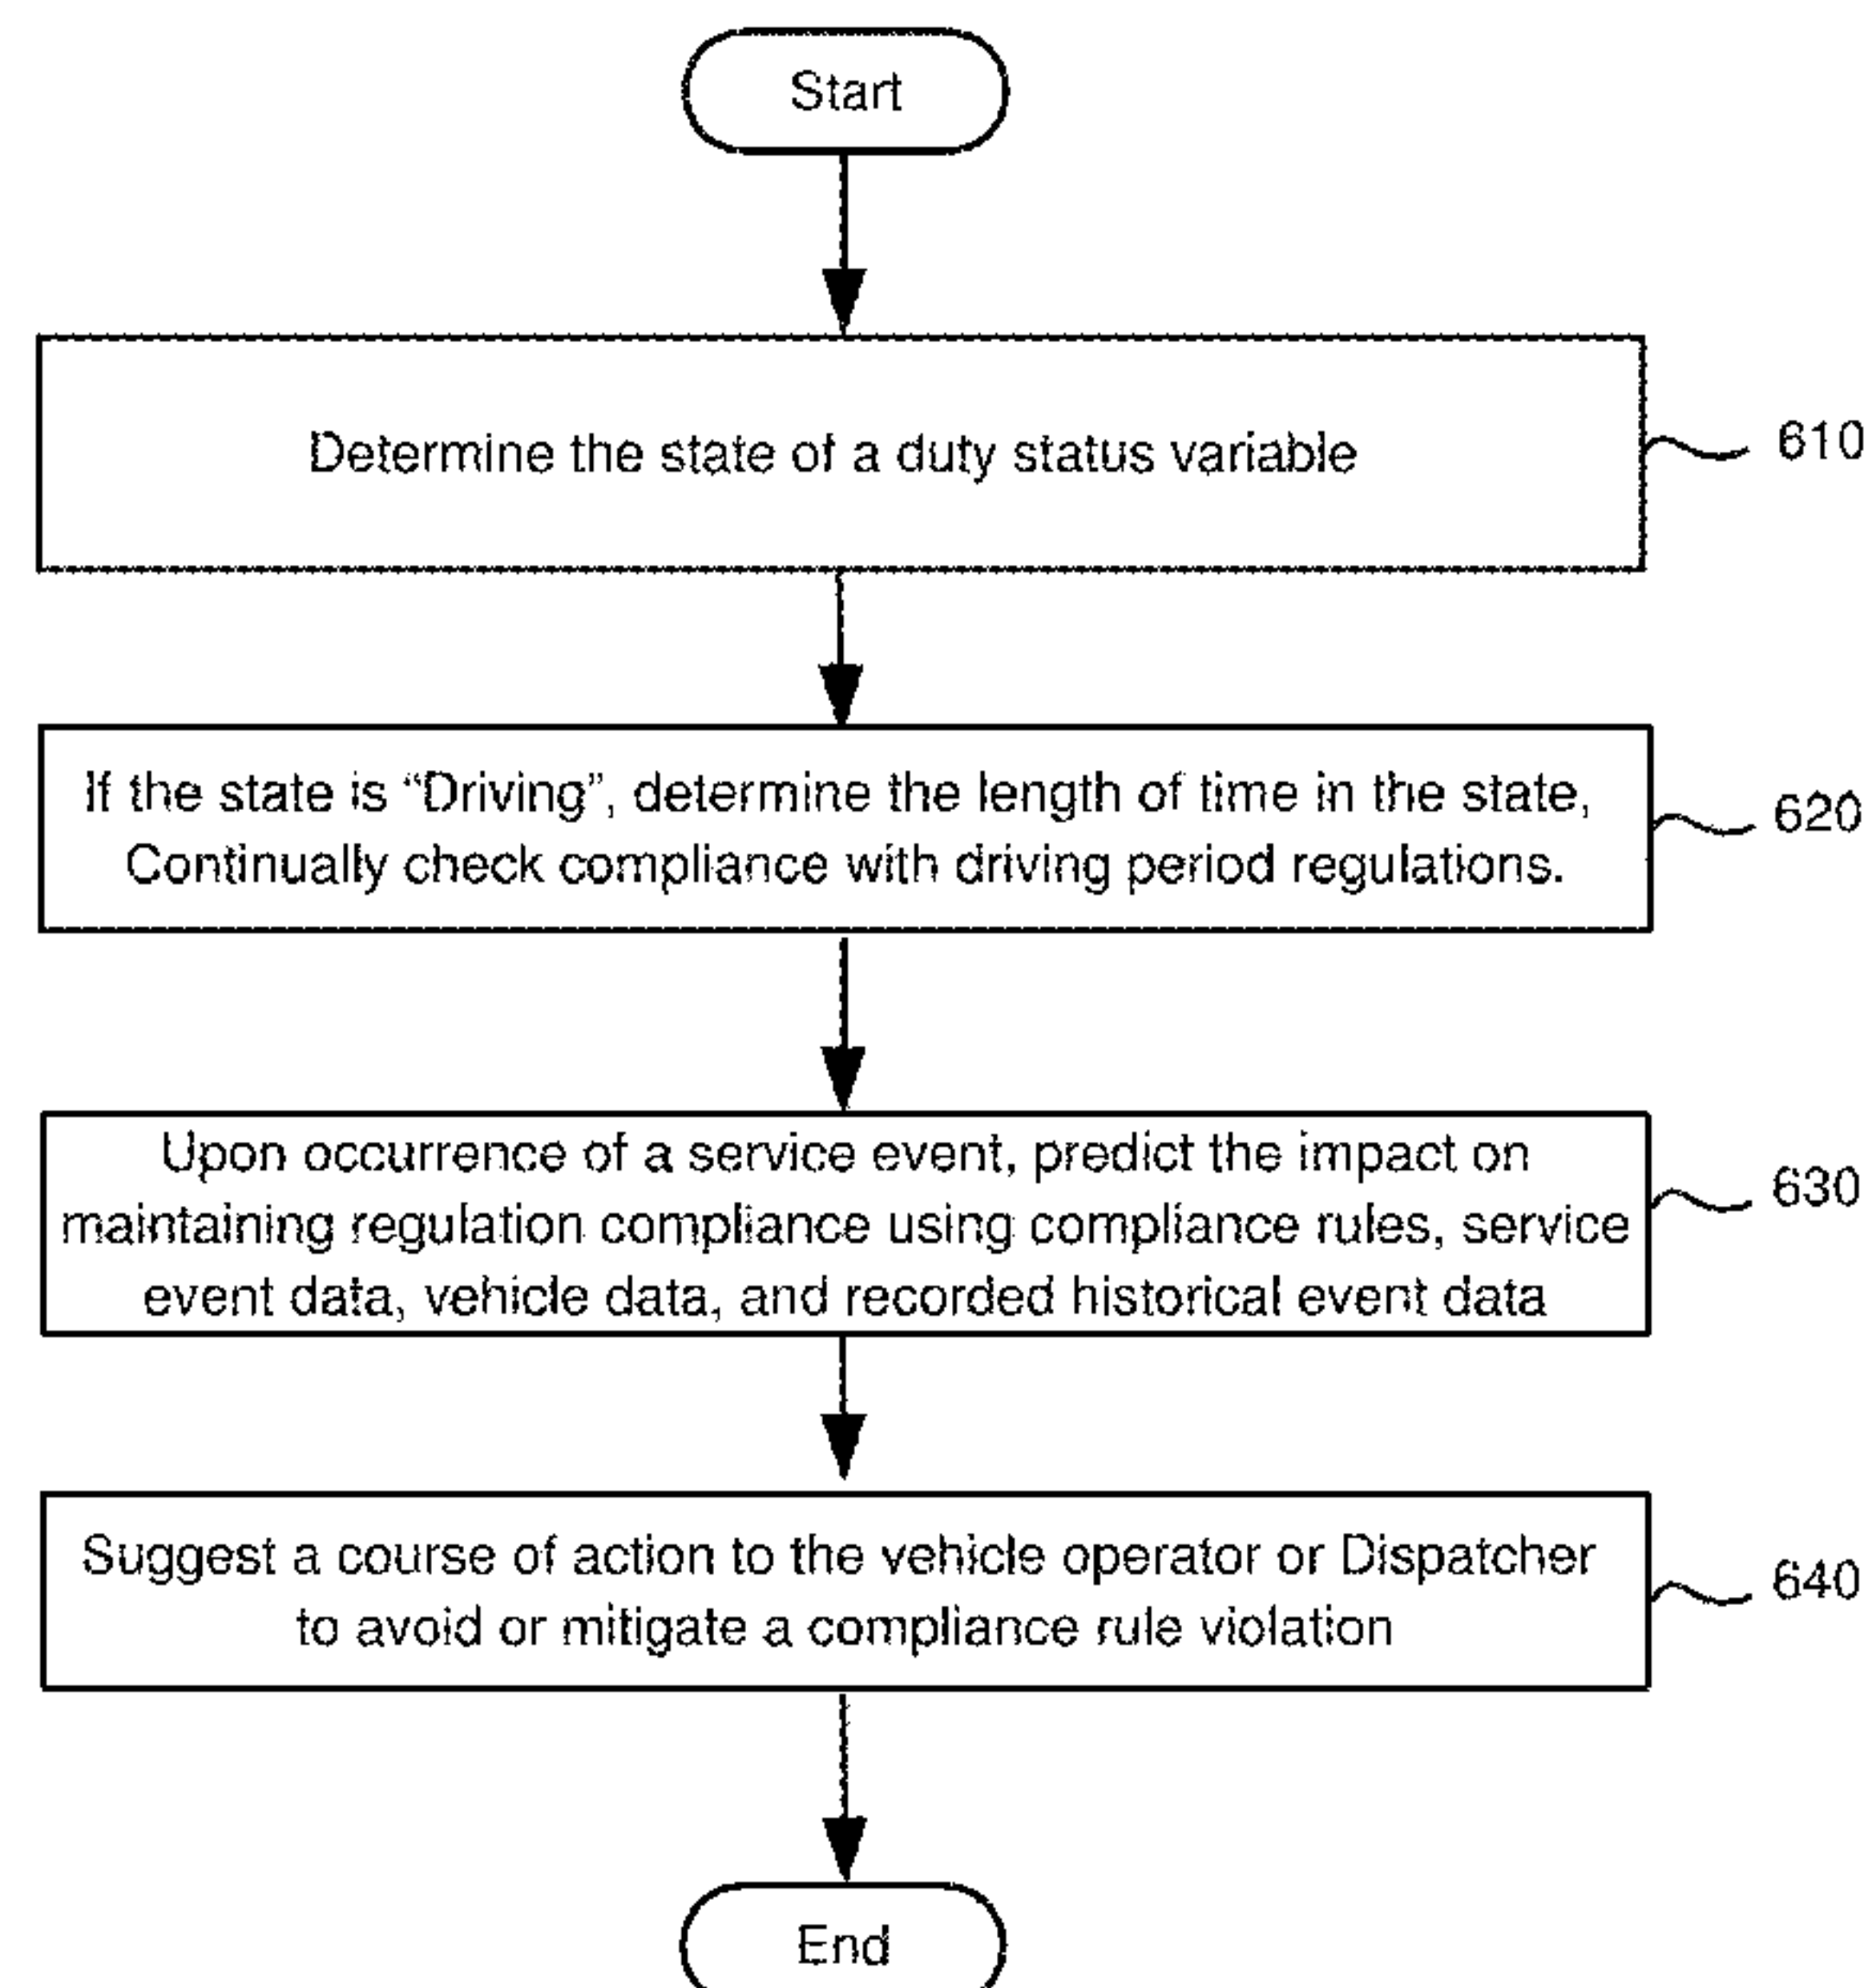 Start
Determine the state of a duty status variable
610
If the state is “Driving”, determine the length of time in the state,
Continually check compliance with driving period regulations.
620
Upon occurrence of a service event, predict the impact on
maintaining regulation compliance using compliance rules, service
event data, vehicle data, and recorded historical event data
630
Suggest a course of action to the vehicle operator or Dispatcher
to avoid or mitigate a compliance rule violation
640
End